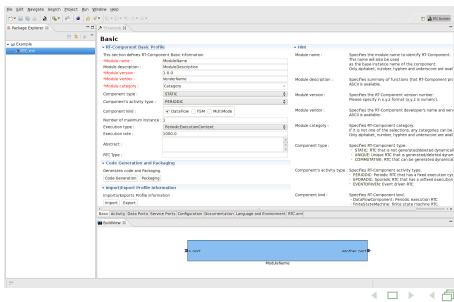 File Edit Navigate Search Project Run Window Help
RTC Builder
Package Explorer
Example
RTC.xml
Basic
RT-Component Basic Profile
This section defines RT-Component Basic information.
*Module name :
ModuleName
Module description :
ModuleDescription
*Module version :
1.0.0
*Module vendor :
VenderName
*Module category :
Category
Component type :
STATIC
Component's activity type :
PERIODIC
Component kind :
DataFlow FSM MultiMode
Number of maximum instance :
1
Execution type :
PeriodicExecutionContext
Execution rate :
1000.0
Abstract :
RTC Type :
Code Generation and Packaging
Generates code and Packaging
Code Generation Packaging
Import/Export Profile information
Imports/Exports Profile information
Import Export
Hint
Module name :
Specifies the module name to identify RT-Component.
This name will also be used
as the base instance name of the component.
Only alphabet, number, hyphen and underscore are avail
Module description :
Specifies summary of functions that Component pro
ASCII is available.
Module version :
Specifies the RT-Component version number.
Please specify in x.y.z format (x,y,z is numeric).
Module vendor :
Specifies RT-Component developer's name and serv
ASCII is available.
Module category :
Specifies RT-Component category.
If it is not one of the selections, any categories can be
Only alphabet, number, hyphen and underscore are avail
Component type :
Specifies RT-Component type.
STATIC: RTC that is not generated/deleted dynamical
UNIQUE: Unique RTC that is generated/deleted dynam
COMMUTATIVE: RTC that can be generated dynamical
Component's activity type :
Specifies RT-Component activity types.
PERIODIC: Periodic RTC that has a fixed execution cyc
SPORADIC: Sporadic RTC that has a unfixed execution
EVENTDRIVEN: Event driven RTC
Component kind :
Specifies RT-Component kind.
DataFlowComponent: Periodic execution RTC
FiniteStateMachine: Finite state machine RTC
Basic Activity Data Ports Service Ports Configuration Documentation Language and Environment RTC.xml
BuildView
ModuleName